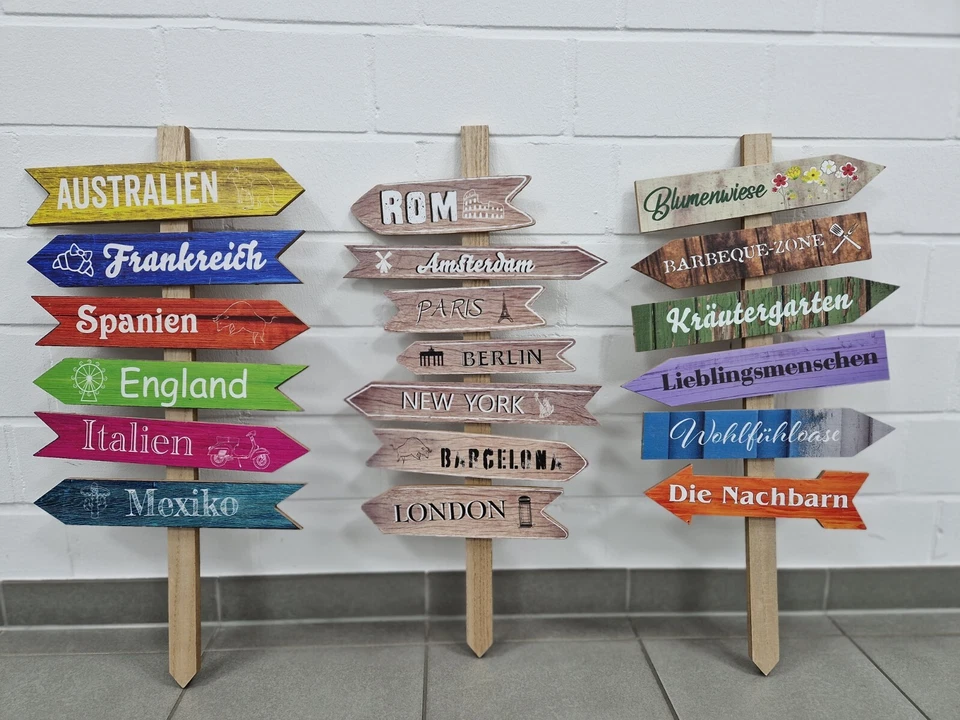 AUSTRALIEN
Frankreich
Spanien
England
Italien
Mexiko
ROM
Amsterdam
PARIS
BERLIN
NEW YORK
BARCELONA
LONDON
Blumenwiese
BARBEQUE-ZONE
Kräutergarten
Lieblingsmenschen
Wohlfühloase
Die Nachbarn